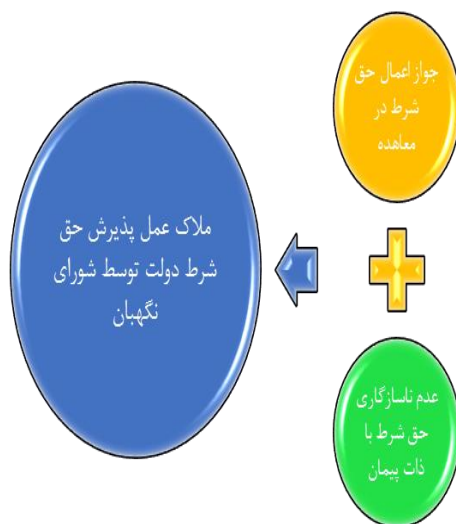 جواز اعمال حق
شرط در
معاهده
عدم ناسازگاری
حق شرط با
ذات پیمان
ملاک عمل پذیرش حق
شرط دولت توسط شورای
نگهبان